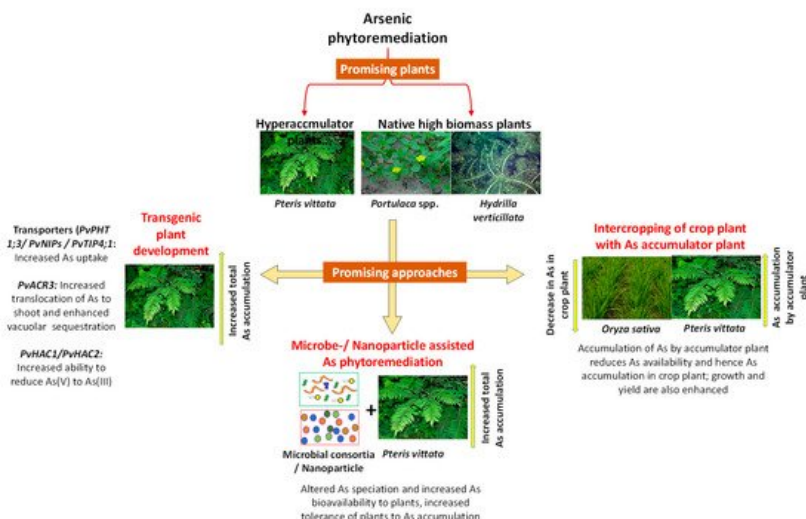 Arsenic
phytoremediation
Promising plants
Hyperaccmulator
plants
Native high biomass plants
Pteris vittata
Portulaca spp.
Hydrilla
verticillata
Transporters (PvPHT
1;3/ PvNIPs / PvTIP4;1:
Increased As uptake
PvACR3: Increased
translocation of As to
shoot and enhanced
vacuolar sequestration
PvHAC1/PvHAC2:
Increased ability to
reduce As(V) to As(III)
Transgenic
plant
development
Increased total
As accumulation
Promising approaches
Intercropping of crop plant
with As accumulator plant
Decrease in As in
crop plant
Oryza sativa
Pteris vittata
As accumulation
by accumulator
plant
Accumulation of As by accumulator plant
reduces As availability and hence As
accumulation in crop plant; growth and
yield are also enhanced
Microbe-/ Nanoparticle assisted
As phytoremediation
+
Microbial consortia
/ Nanoparticle
Pteris vittata
Increased total
As accumulation
Altered As speciation and increased As
bioavailability to plants, increased
tolerance of plants to As accumulation